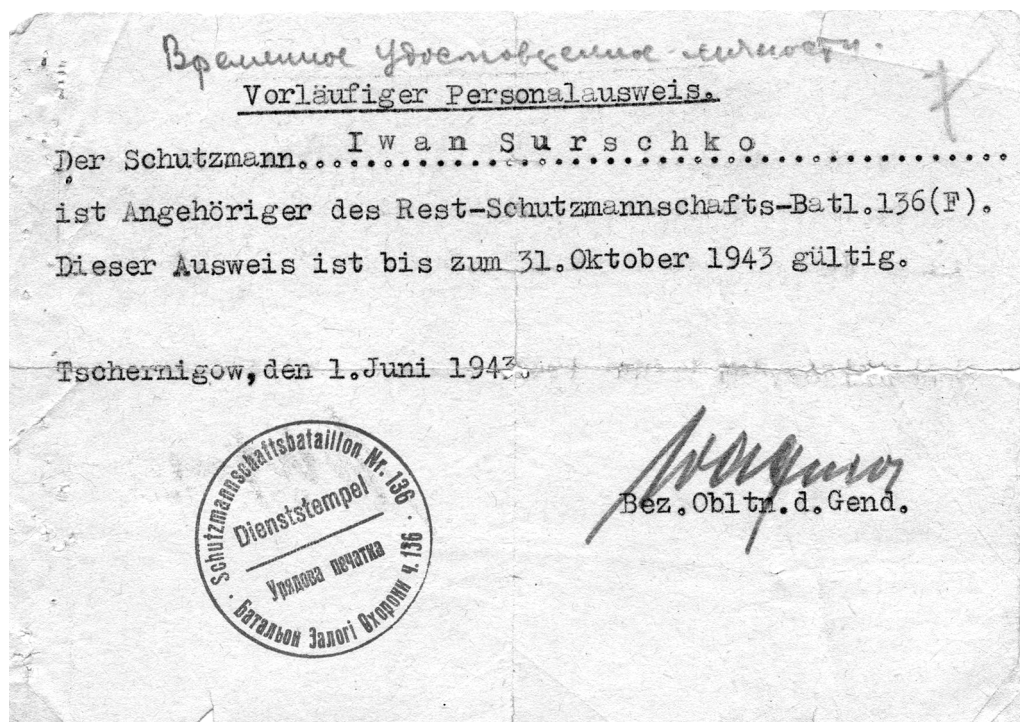 Временное удостоверение личности.
Vorläufiger Personalausweis.
Der Schutzmann..Iwan Surschko
ist Angehöriger des Rest-Schutzmannschafts-Batl.136(F).
Dieser Ausweis ist bis zum 31.Oktober 1943 gültig.
Tschernigow,den 1.Juni 1943.
Schutzmannschaftsbataillon Nr. 136
Dienststempel
Урядова печатка
Батальон Залогі Охорони ч. 136
Wagner
Bez.Obltn.d.Gend.